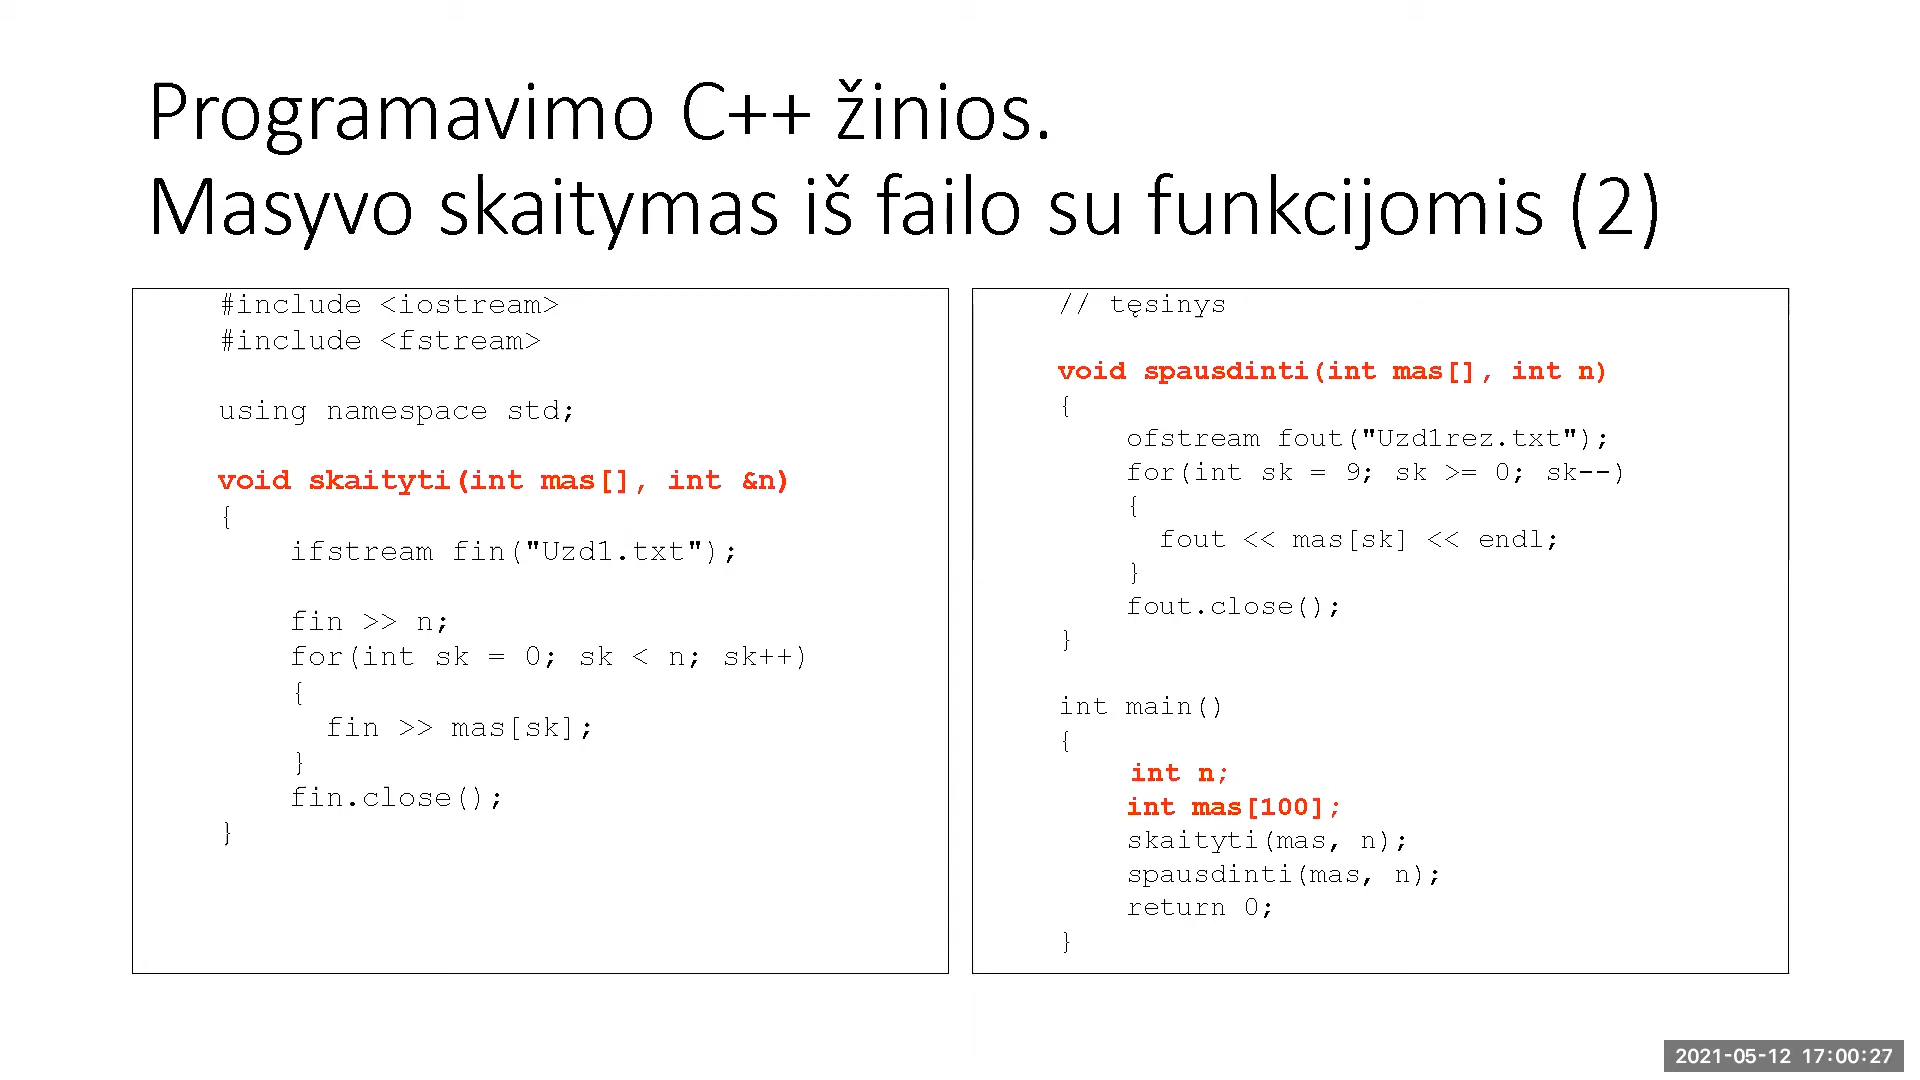 Programavimo C++ žinios.
Masyvo skaitymas iš failo su funkcijomis (2)
#include <iostream>
#include <fstream>
using namespace std;
void skaityti(int mas[], int &n)
{
ifstream fin("Uzd1.txt");
fin >> n;
for(int sk = 0; sk < n; sk++)
{
fin >> mas[sk];
}
fin.close();
}
// tęsinys
void spausdinti(int mas[], int n)
{
ofstream fout("Uzd1rez.txt");
for(int sk = 9; sk >= 0; sk--)
{
fout << mas[sk] << endl;
}
fout.close();
}
int main()
{
int n;
int mas[100];
skaityti(mas, n);
spausdinti(mas, n);
return 0;
}
2021-05-12 17:00:27